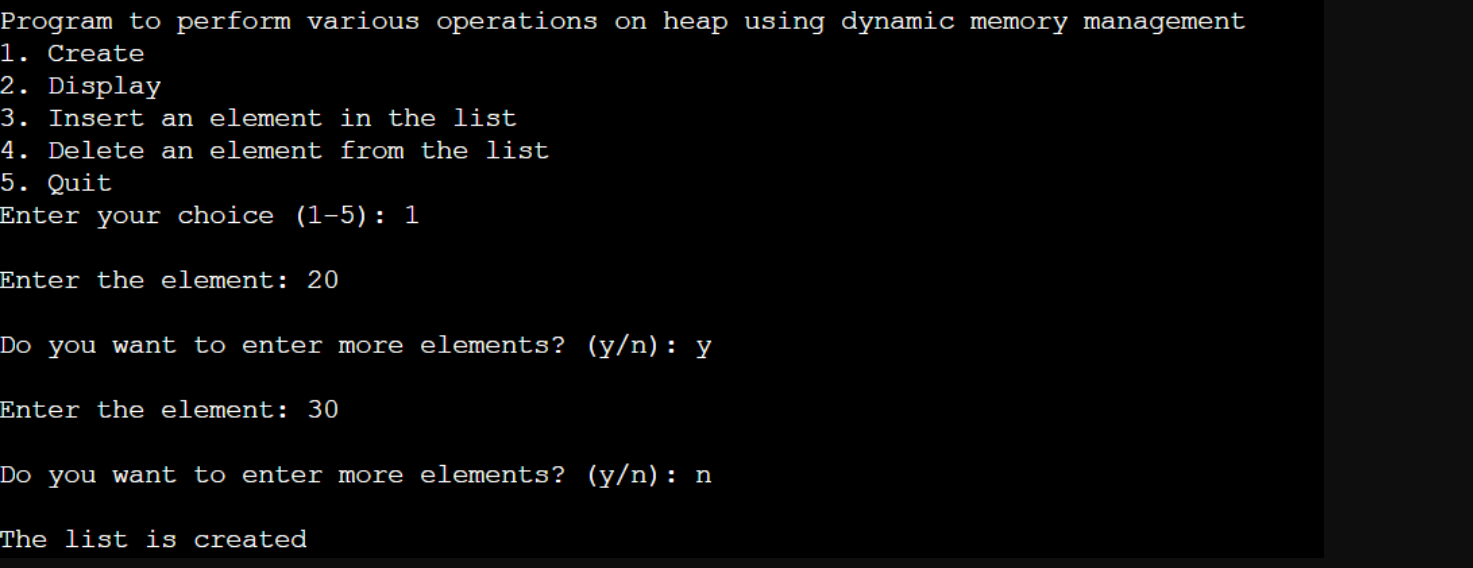 Program to perform various operations on heap using dynamic memory management
1. Create
2. Display
3. Insert an element in the list
4. Delete an element from the list
5. Quit
Enter your choice (1-5): 1
Enter the element: 20
Do you want to enter more elements? (y/n): y
Enter the element: 30
Do you want to enter more elements? (y/n): n
The list is created